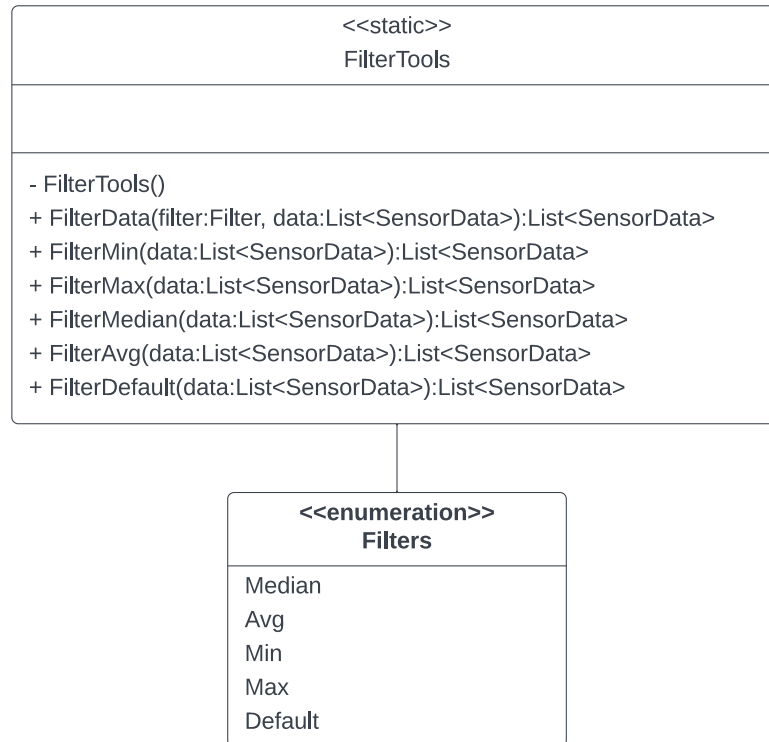 <<static>>
FilterTools
- FilterTools()
+ FilterData(filter:Filter, data:List<SensorData>):List<SensorData>
+ FilterMin(data:List<SensorData>):List<SensorData>
+ FilterMax(data:List<SensorData>):List<SensorData>
+ FilterMedian(data:List<SensorData>):List<SensorData>
+ FilterAvg(data:List<SensorData>):List<SensorData>
+ FilterDefault(data:List<SensorData>):List<SensorData>
<<enumeration>>
Filters
Median
Avg
Min
Max
Default